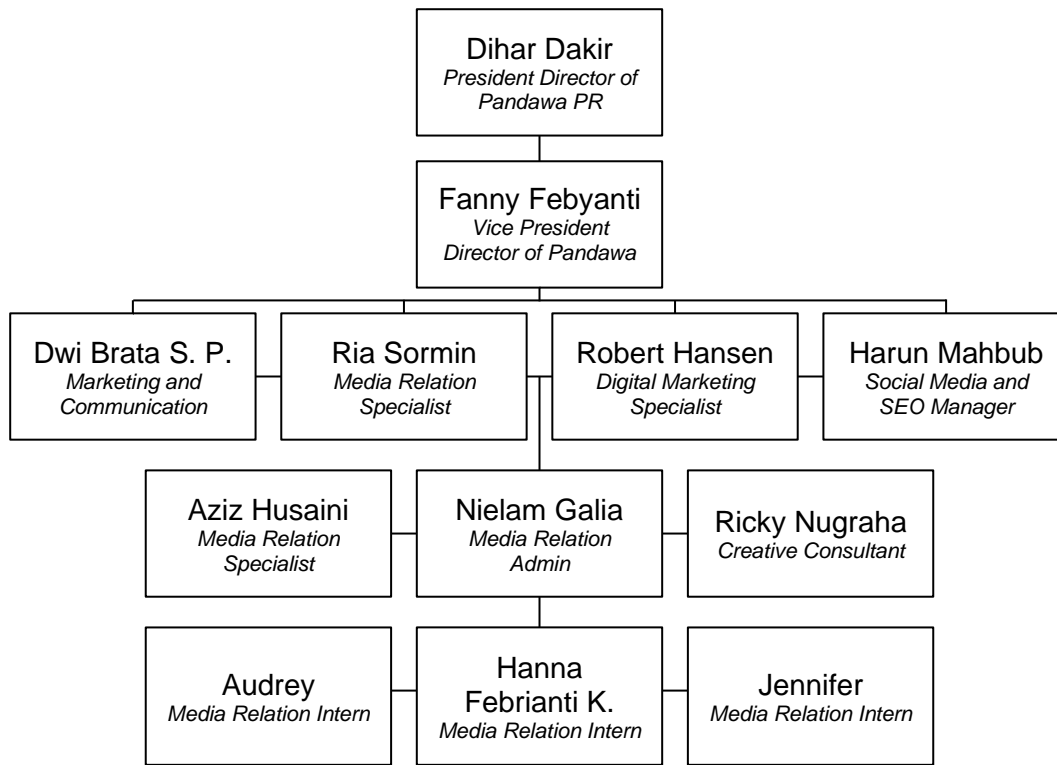 Dihar Dakir
President Director of
Pandawa PR
Fanny Febyanti
Vice President
Director of Pandawa
Dwi Brata S. P.
Marketing and
Communication
Ria Sormin
Media Relation
Specialist
Robert Hansen
Digital Marketing
Specialist
Harun Mahbub
Social Media and
SEO Manager
Aziz Husaini
Media Relation
Specialist
Nielam Galia
Media Relation
Admin
Ricky Nugraha
Creative Consultant
Audrey
Media Relation Intern
Hanna
Febrianti K.
Media Relation Intern
Jennifer
Media Relation Intern